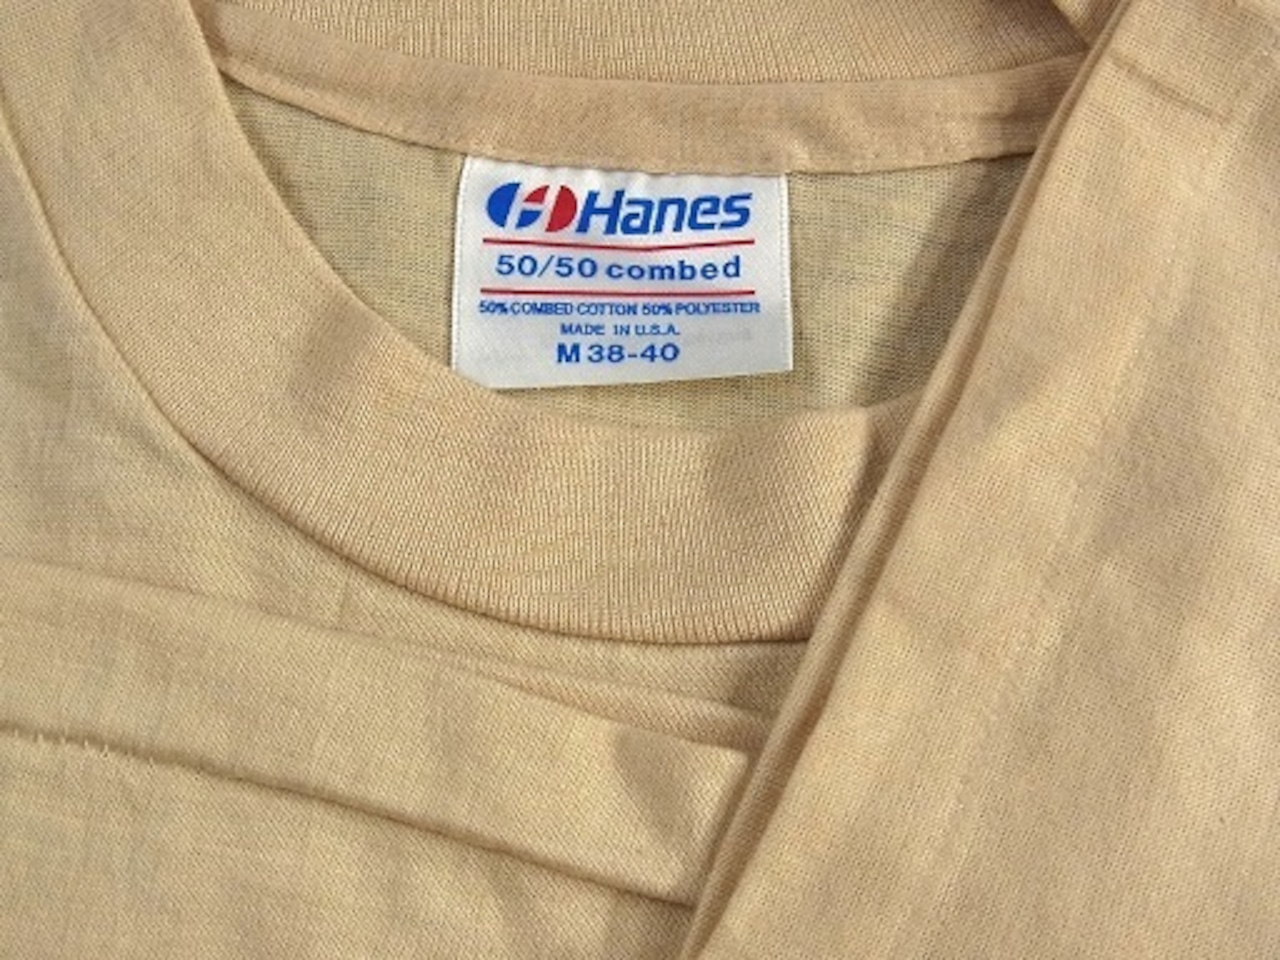 Hanes
50/50 combed
50% COMBED COTTON 50% POLYESTER
MADE IN U.S.A.
M 38-40